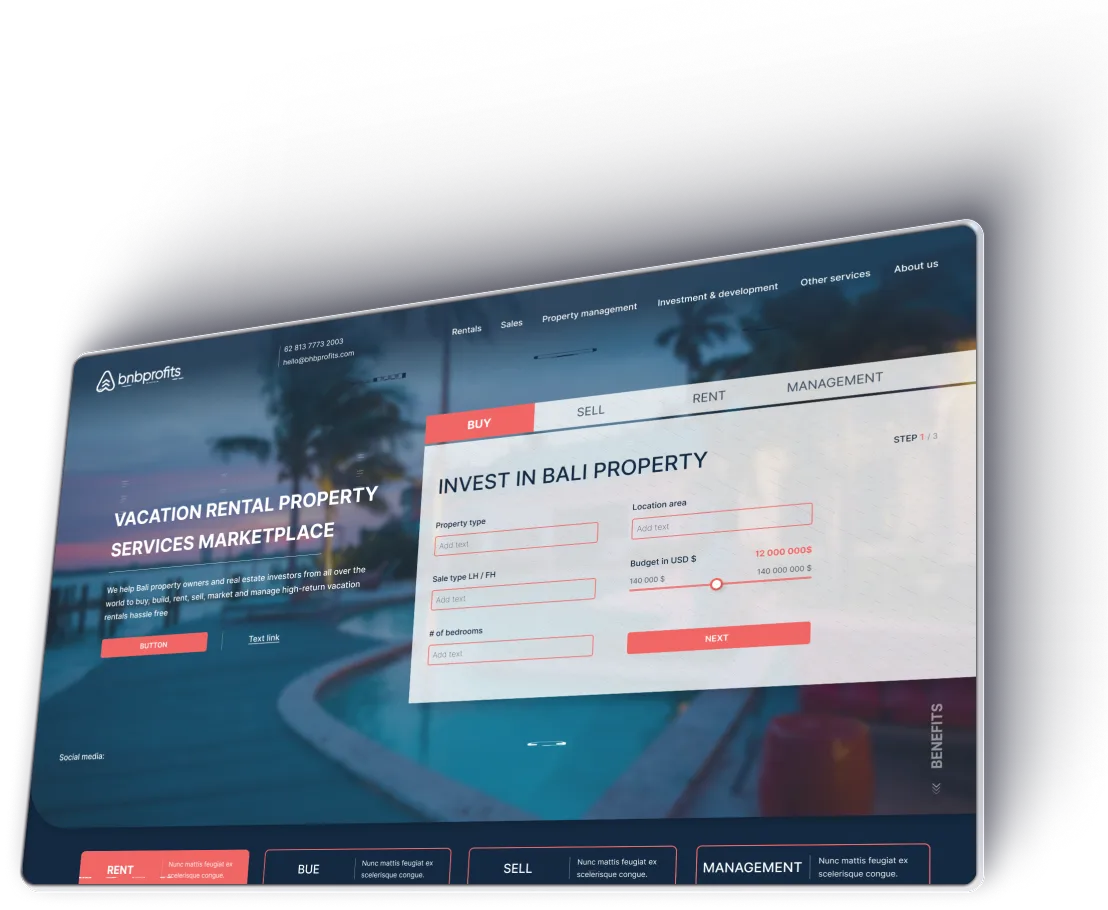 bnbprofits
62 813 7773 2003
hello@bnbprofits.com
Rentals Sales Property management Investment & development Other services About us
BUY SELL RENT MANAGEMENT
STEP 1 / 3
INVEST IN BALI PROPERTY
Property type
Add text
Location area
Add text
Sale type LH / FH
Add text
Budget in USD $ 12 000 000$
140 000 $ 140 000 000 $
# of bedrooms
Add text
NEXT
VACATION RENTAL PROPERTY
SERVICES MARKETPLACE
We help Bali property owners and real estate investors from all over the
world to buy, build, rent, sell, market and manage high-return vacation
rentals hassle free
BUTTON Text link
Social media:
BENEFITS
RENT
Nunc mattis feugiat ex
scelerisque congue.
BUE
Nunc mattis feugiat ex
scelerisque congue.
SELL
Nunc mattis feugiat ex
scelerisque congue.
MANAGEMENT
Nunc mattis feugiat ex
scelerisque congue.